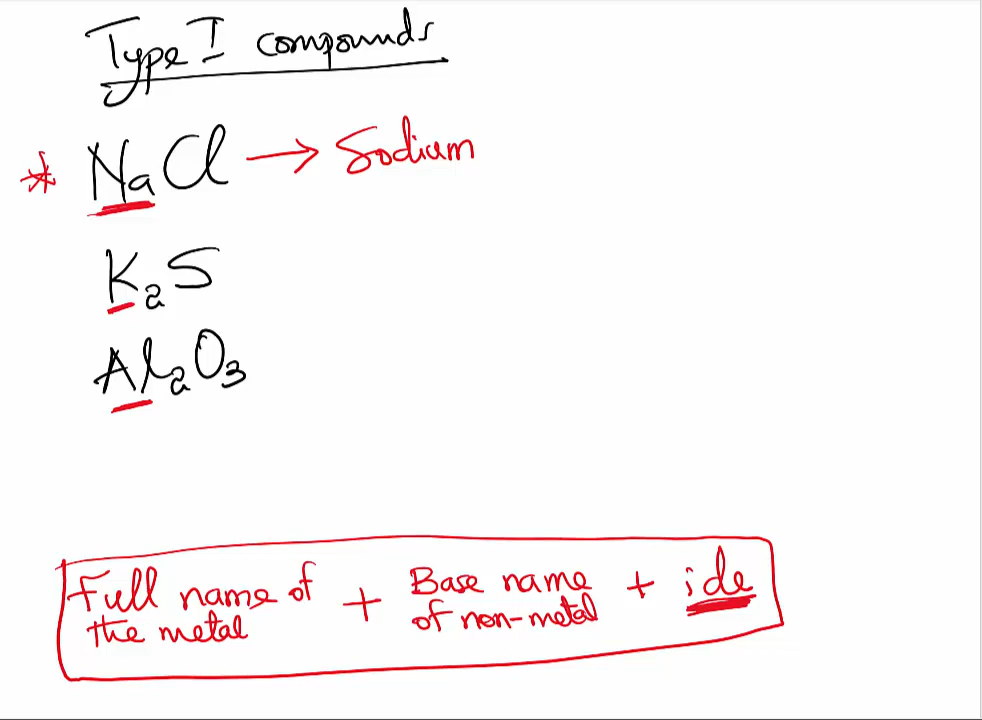 Type I compounds
* NaCl → Sodium
K₂S
Al₂O₃
Full name of the metal + Base name of non-metal + ide